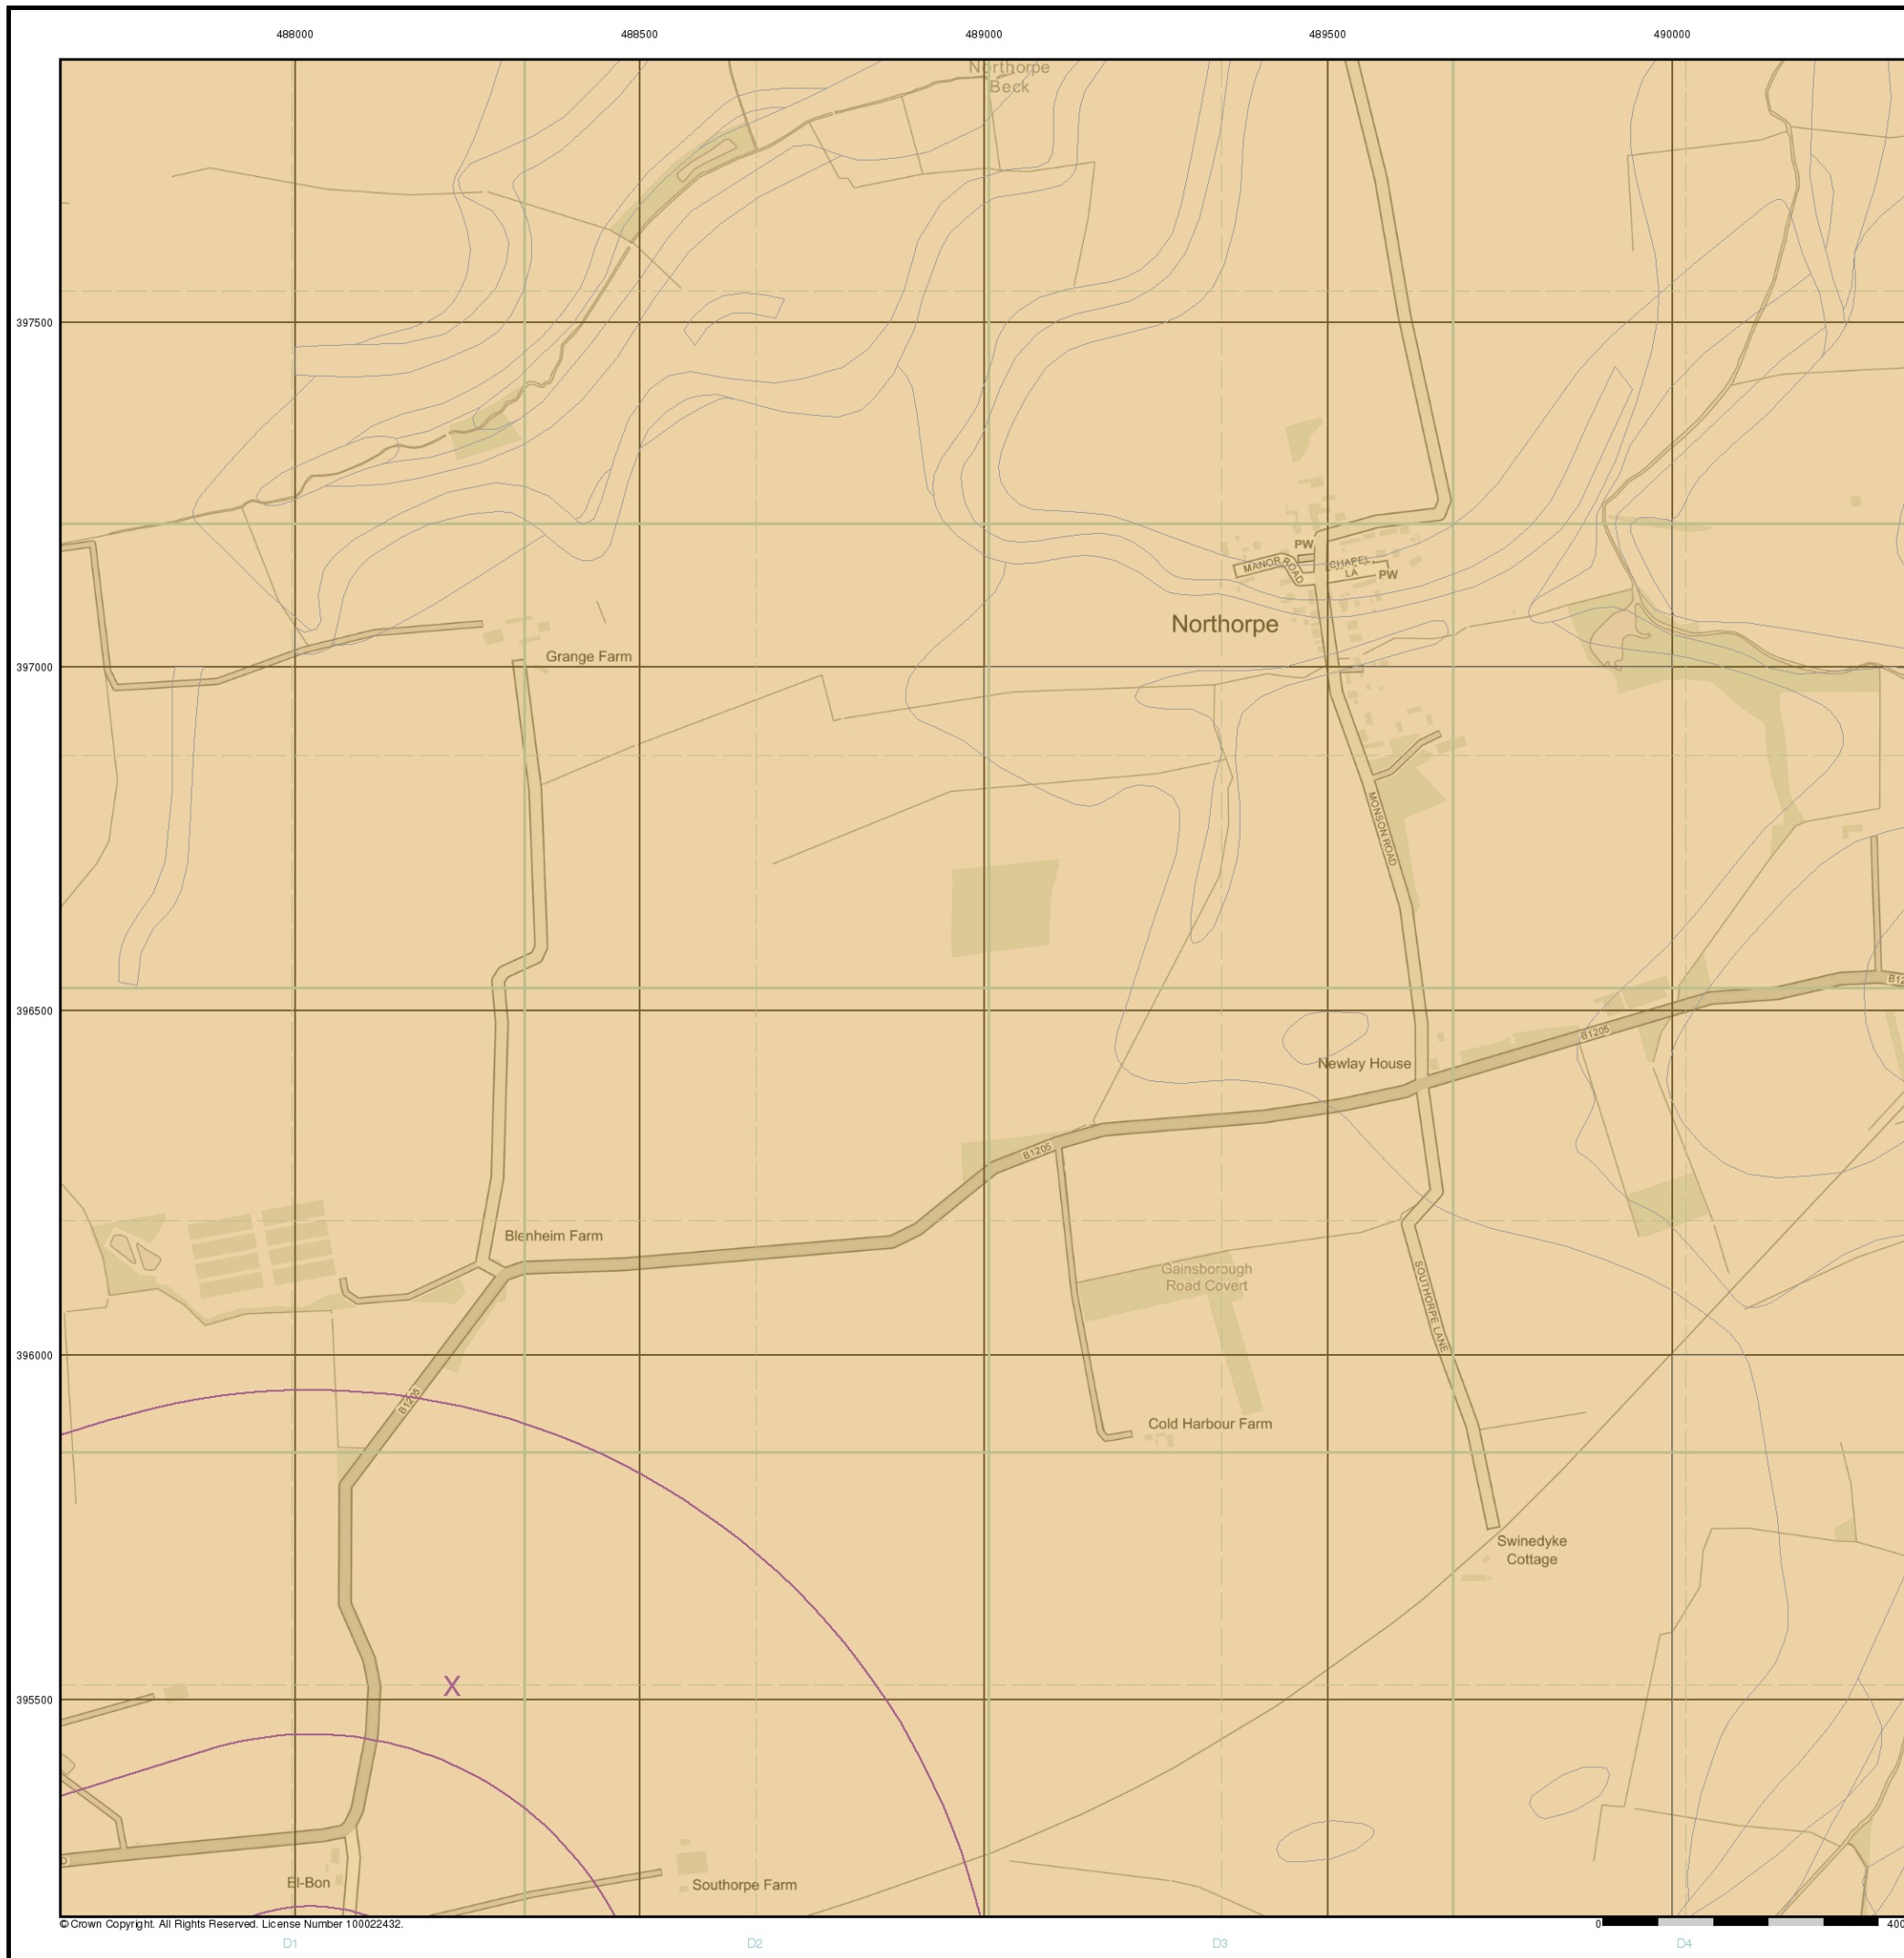 488000 488500 489000 489500 490000
Northorpe
Beck
397500
PW
MANOR ROAD
CHAPEL
LA
PW
Northorpe
Grange Farm
397000
MONSON ROAD
B12
396500
B1205
Newlay House
B1205
Blenheim Farm
Gainsborough
Road Covert
SOUTHORPE LANE
396000
B1205
Cold Harbour Farm
Swinedyke
Cottage
X
395500
El-Bon
Southorpe Farm
© Crown Copyright. All Rights Reserved. License Number 100022432.
0 400
D1 D2 D3 D4